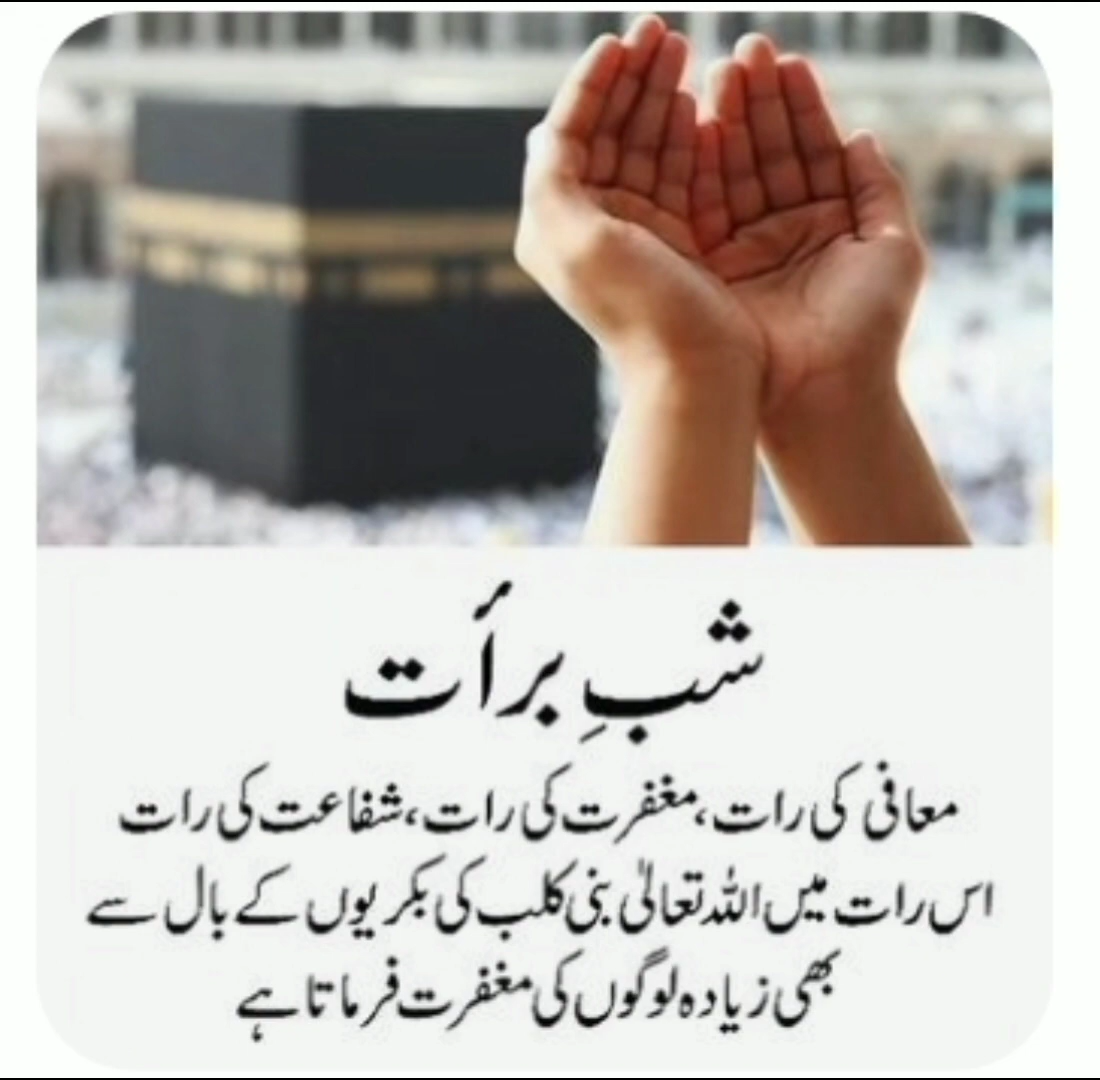 شبِ برأت
معافی کی رات، مغفرت کی رات، شفاعت کی رات
اس رات میں اللہ تعالیٰ بنی کلب کی بکریوں کے بال سے
بھی زیادہ لوگوں کی مغفرت فرماتا ہے